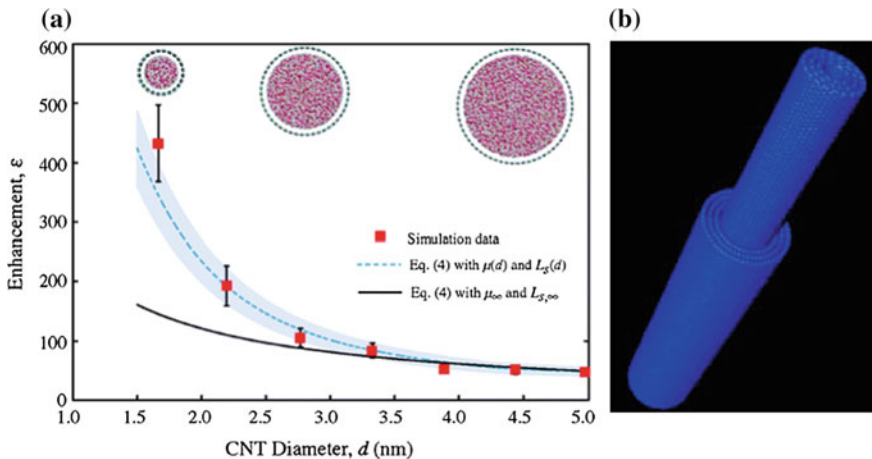 (a)
(b)
600
500
400
300
200
100
0
Enhancement, ε
Simulation data
Eq. (4) with μ(d) and L_S(d)
Eq. (4) with μ∞ and L_S,∞
1.0 1.5 2.0 2.5 3.0 3.5 4.0 4.5 5.0
CNT Diameter, d (nm)